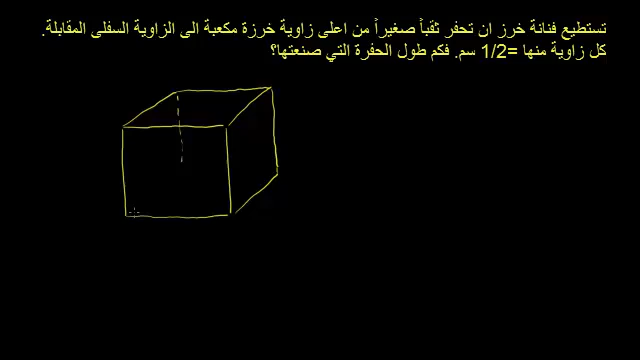 تستطيع فنانة خرز ان تحفر ثقباً صغيراً من اعلى زاوية خرزة مكعبة الى الزاوية السفلى المقابلة.
كل زاوية منها =1/2 سم. فكم طول الحفرة التي صنعتها؟